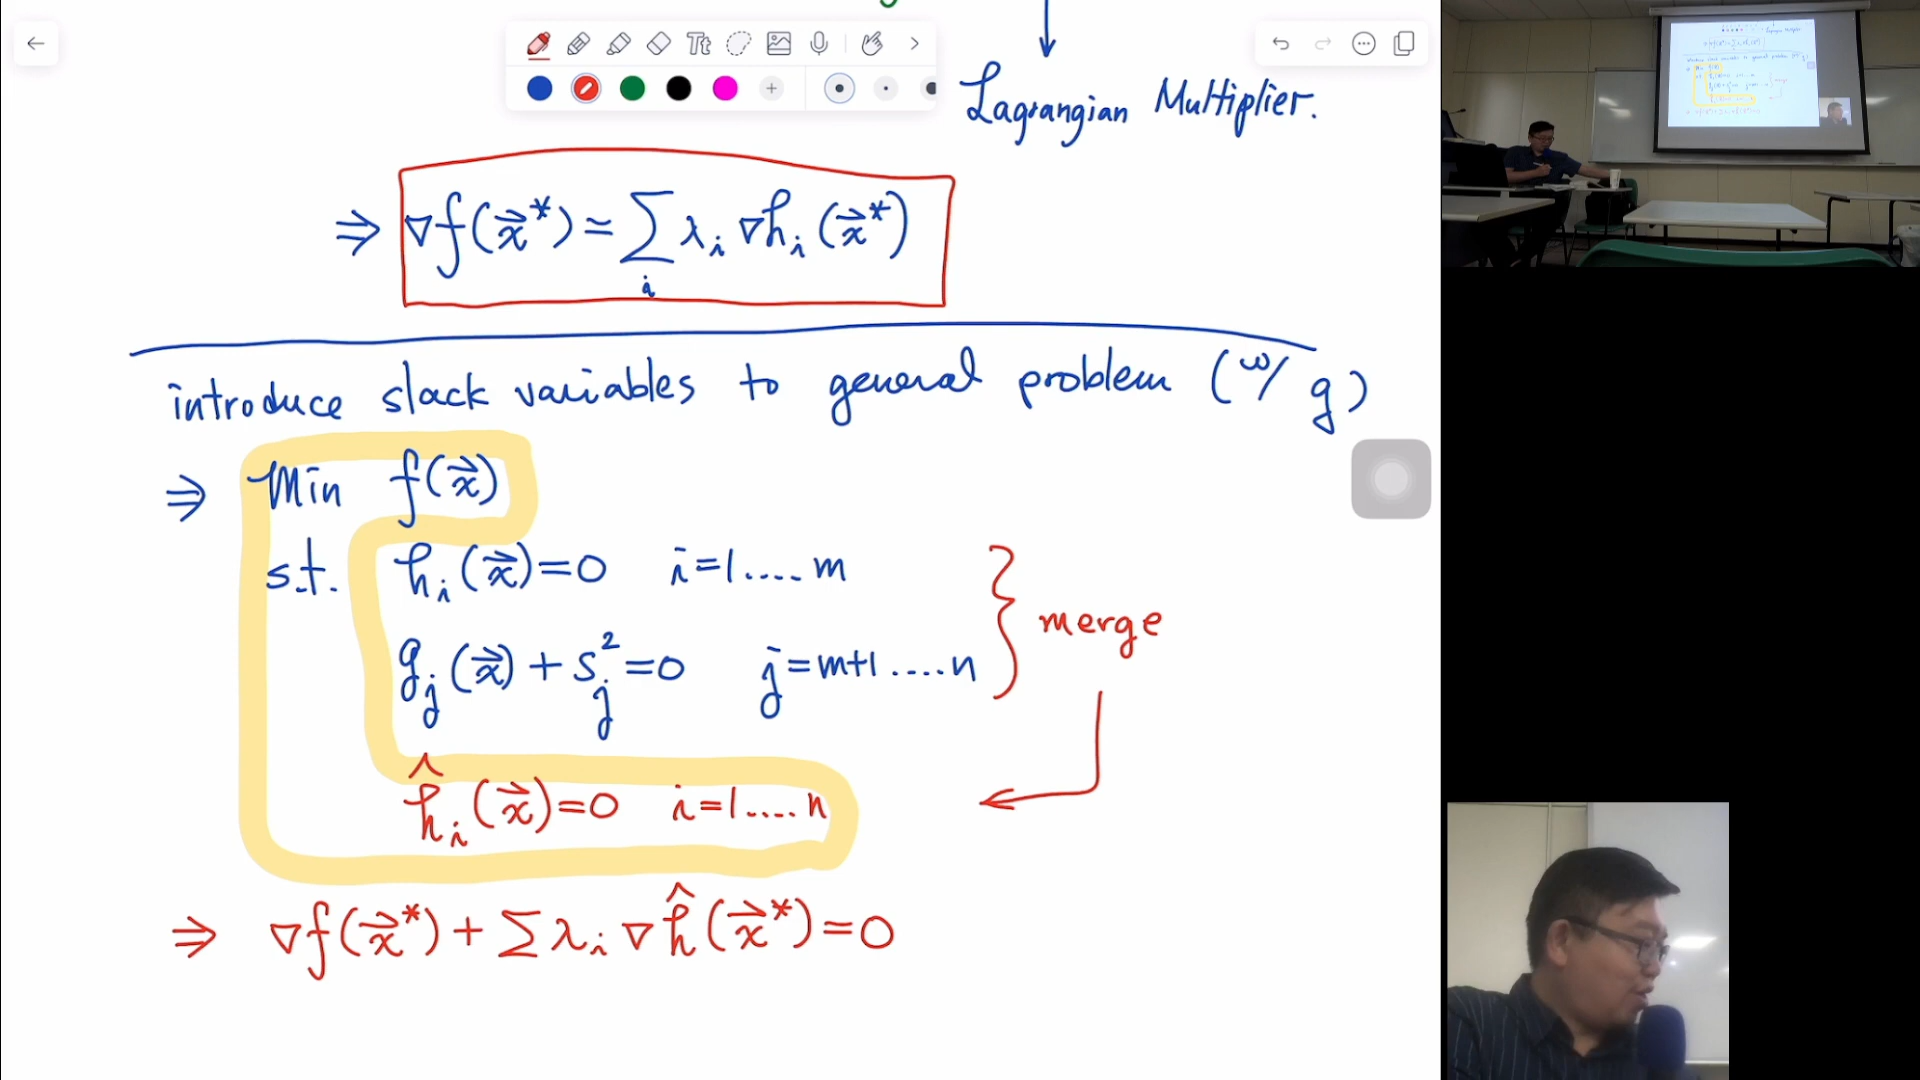 Tt
Lagrangian Multiplier.
⇒ ∇f(x⃗*) = ∑ᵢ λᵢ ∇hᵢ(x⃗*)
introduce slack variables to general problem (w/ g)
⇒ Min f(x⃗)
s.t. hᵢ(x⃗)=0 i=1....m
gⱼ(x⃗)+sⱼ²=0 j=m+1....n
merge
ĥᵢ(x⃗)=0 i=1....n
⇒ ∇f(x⃗*)+∑λᵢ∇ĥ(x⃗*)=0